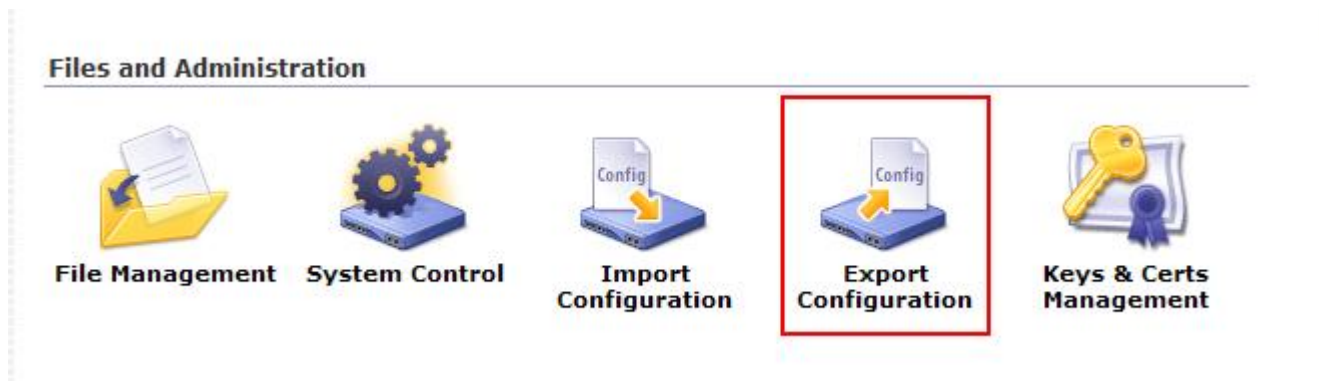 Files and Administration
Config
Config
File Management
System Control
Import
Configuration
Export
Configuration
Keys & Certs
Management